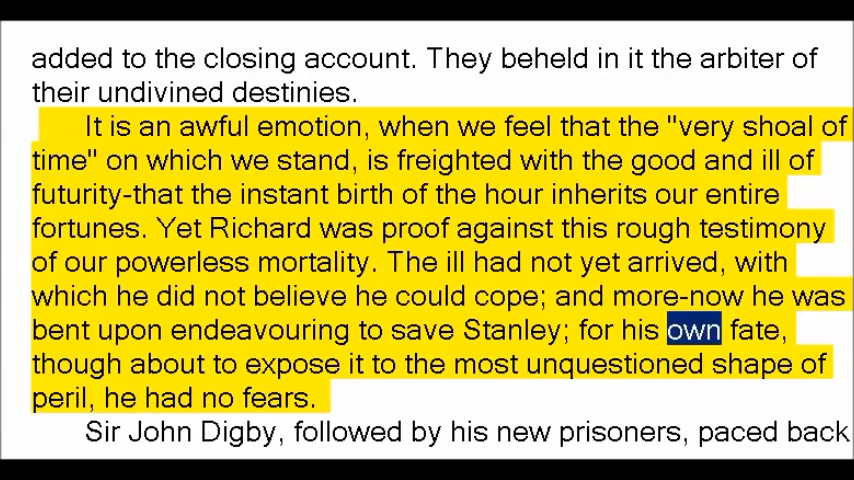 added to the closing account. They beheld in it the arbiter of
their undivined destinies.
It is an awful emotion, when we feel that the "very shoal of
time" on which we stand, is freighted with the good and ill of
futurity-that the instant birth of the hour inherits our entire
fortunes. Yet Richard was proof against this rough testimony
of our powerless mortality. The ill had not yet arrived, with
which he did not believe he could cope; and more-now he was
bent upon endeavouring to save Stanley; for his own fate,
though about to expose it to the most unquestioned shape of
peril, he had no fears.
Sir John Digby, followed by his new prisoners, paced back